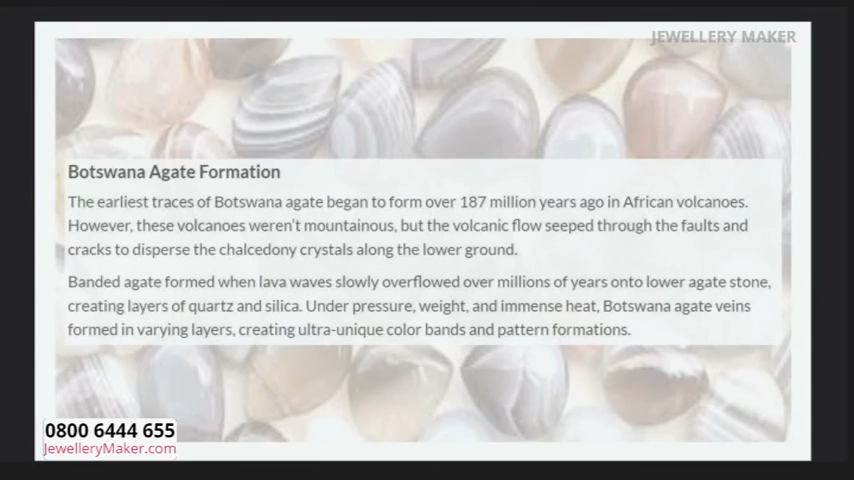 JEWELLERY MAKER
Botswana Agate Formation
The earliest traces of Botswana agate began to form over 187 million years ago in African volcanoes.
However, these volcanoes weren't mountainous, but the volcanic flow seeped through the faults and
cracks to disperse the chalcedony crystals along the lower ground.
Banded agate formed when lava waves slowly overflowed over millions of years onto lower agate stone,
creating layers of quartz and silica. Under pressure, weight, and immense heat, Botswana agate veins
formed in varying layers, creating ultra-unique color bands and pattern formations.
0800 6444 655
JewelleryMaker.com